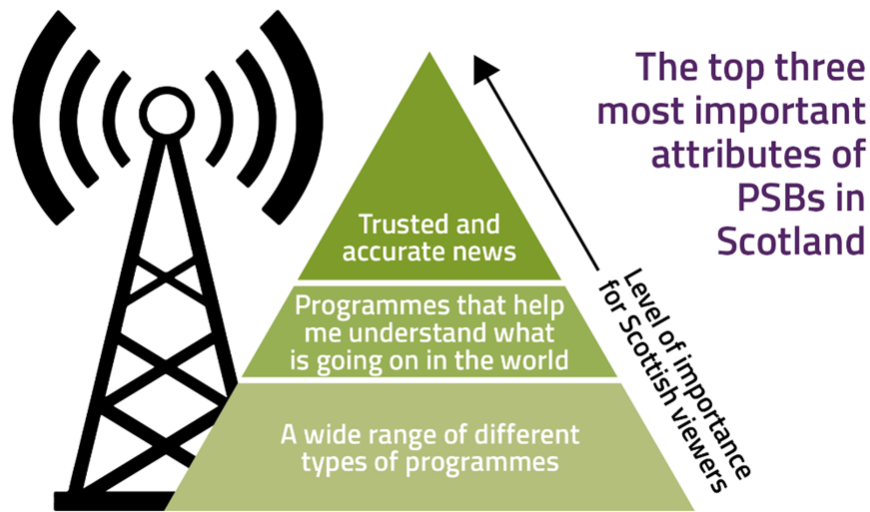 The top three
most important
attributes of
PSBs in
Scotland
Trusted and
accurate news
Programmes that help
me understand what
is going on in the world
A wide range of different
types of programmes
Level of importance
for Scottish viewers